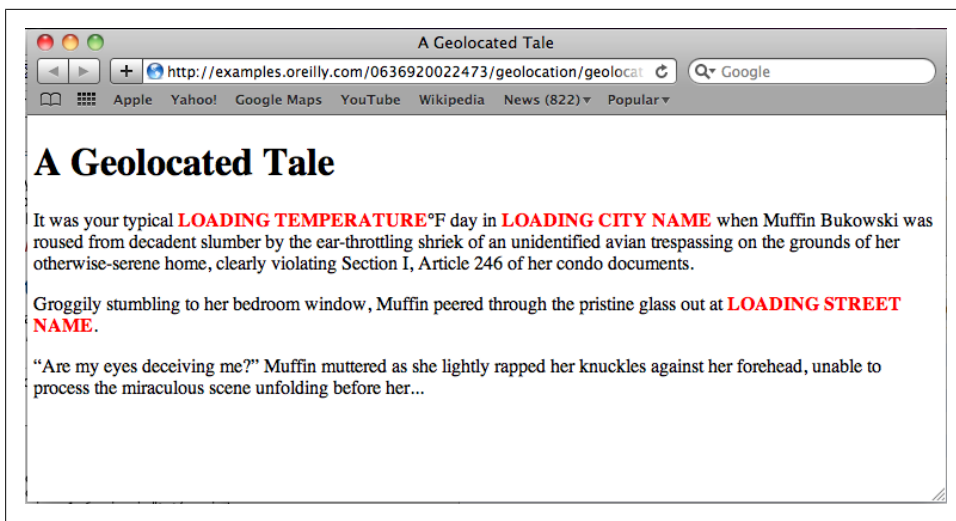 A Geolocated Tale
http://examples.oreilly.com/0636920022473/geolocation/geolocat
Google
Apple Yahoo! Google Maps YouTube Wikipedia News (822) Popular
A Geolocated Tale
It was your typical LOADING TEMPERATURE°F day in LOADING CITY NAME when Muffin Bukowski was
roused from decadent slumber by the ear-throttling shriek of an unidentified avian trespassing on the grounds of her
otherwise-serene home, clearly violating Section I, Article 246 of her condo documents.
Groggily stumbling to her bedroom window, Muffin peered through the pristine glass out at LOADING STREET
NAME.
“Are my eyes deceiving me?” Muffin muttered as she lightly rapped her knuckles against her forehead, unable to
process the miraculous scene unfolding before her...